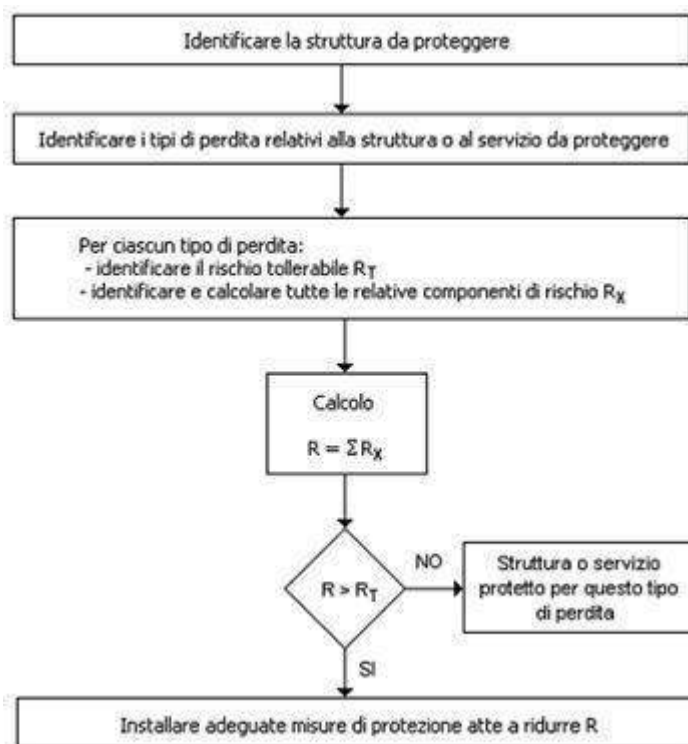 Identificare la struttura da proteggere
Identificare i tipi di perdita relativi alla struttura o al servizio da proteggere
Per ciascun tipo di perdita:
- identificare il rischio tollerabile RT
- identificare e calcolare tutte le relative componenti di rischio RX
Calcolo
R = ΣRX
R > RT
NO
Struttura o servizio
protetto per questo tipo
di perdita
SI
Installare adeguate misure di protezione atte a ridurre R